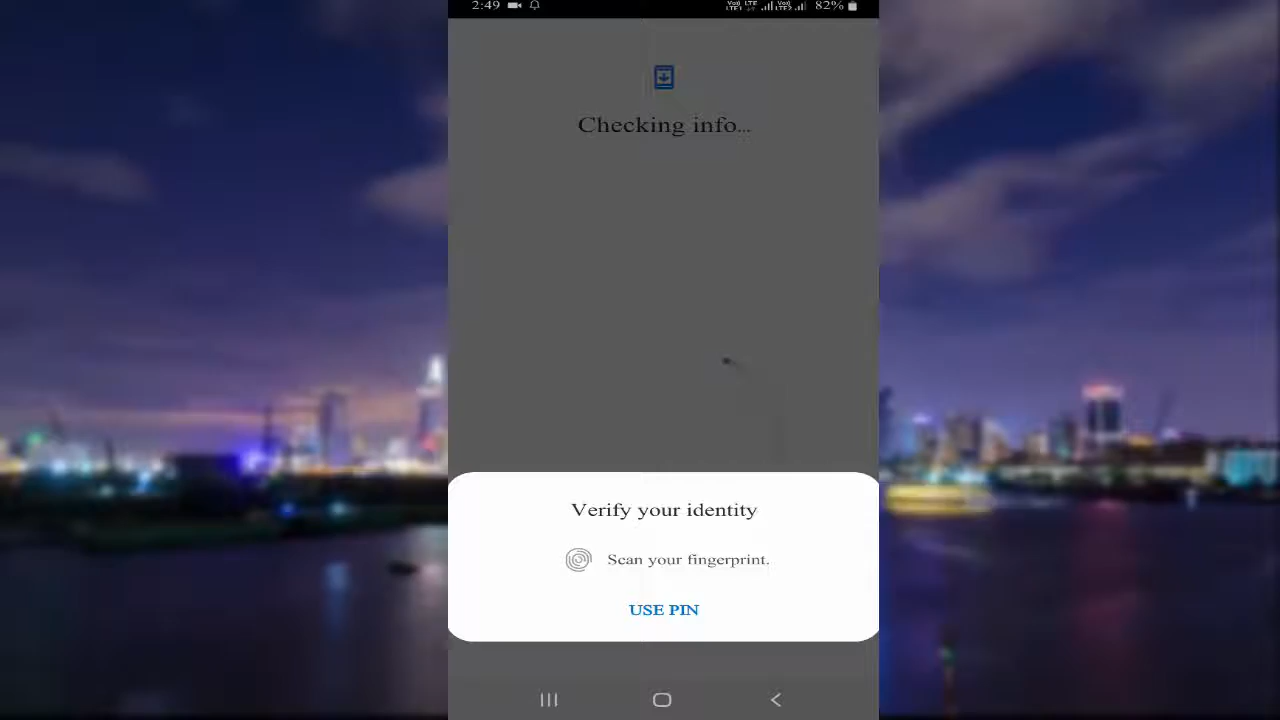 2:49
82%
Checking info...
Verify your identity
Scan your fingerprint.
USE PIN